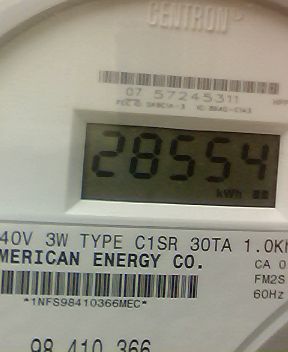 CENTRON
07 57245311
28554
kWh
40V 3W TYPE C1SR 30TA 1.0K
MERICAN ENERGY CO.
CA 0
FM2S
60Hz
*1NFS98410366MEC*
98 410 366